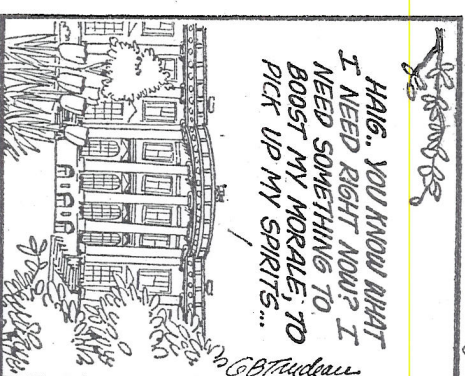 HAIG.. YOU KNOW WHAT
I NEED RIGHT NOW? I
NEED SOMETHING TO
BOOST MY MORALE, TO
PICK UP MY SPIRITS...
GBTrudeau